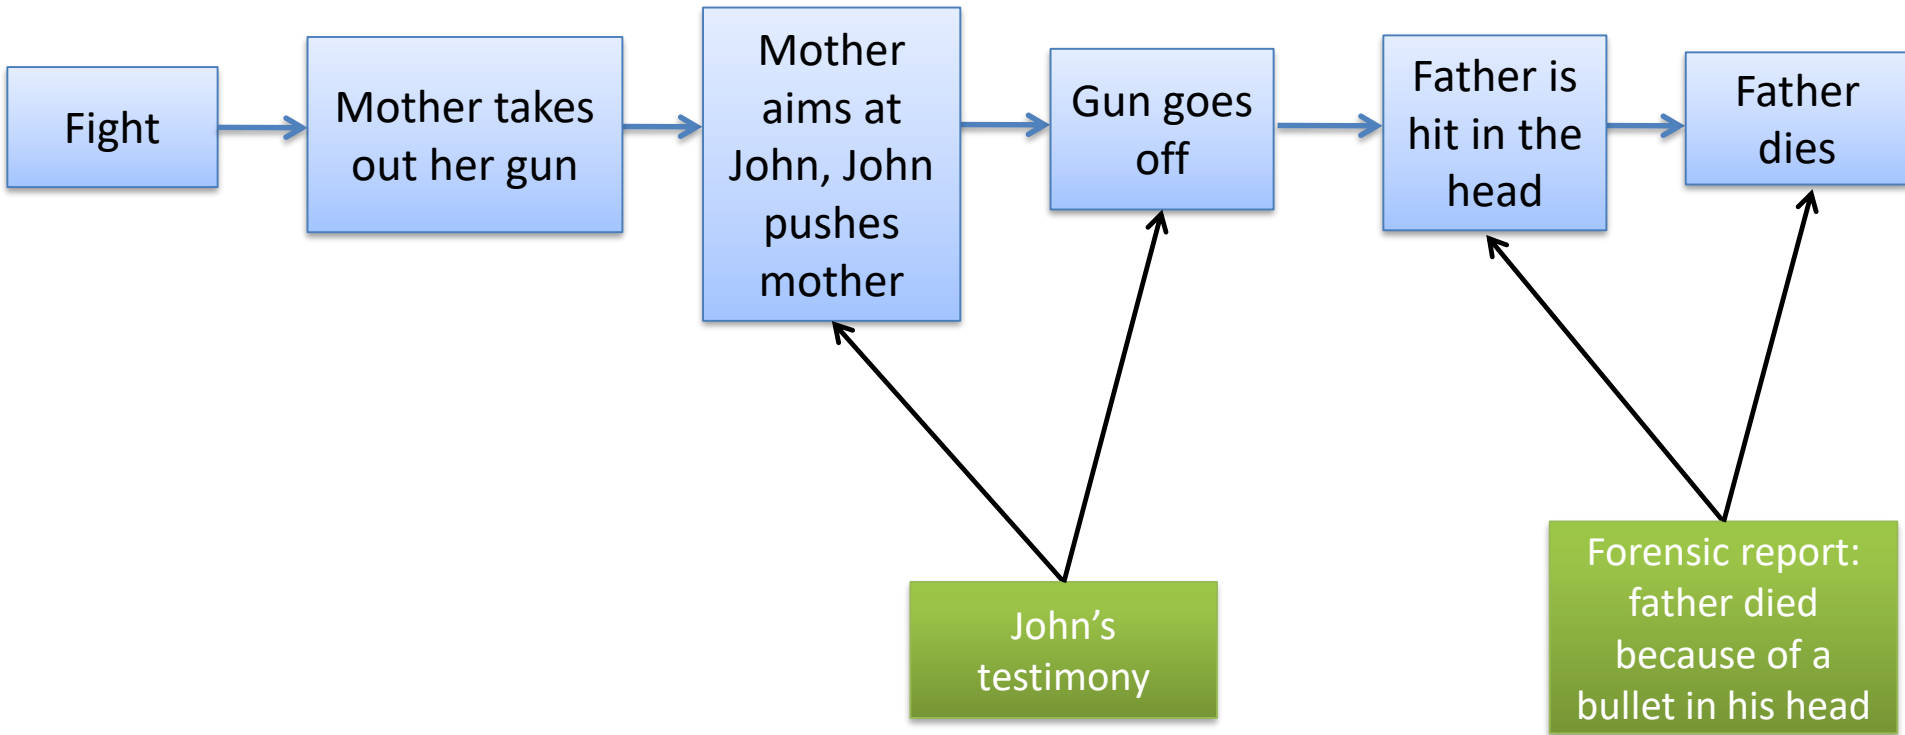 Fight
Mother takes
out her gun
Mother
aims at
John, John
pushes
mother
Gun goes
off
Father is
hit in the
head
Father
dies
John’s
testimony
Forensic report:
father died
because of a
bullet in his head